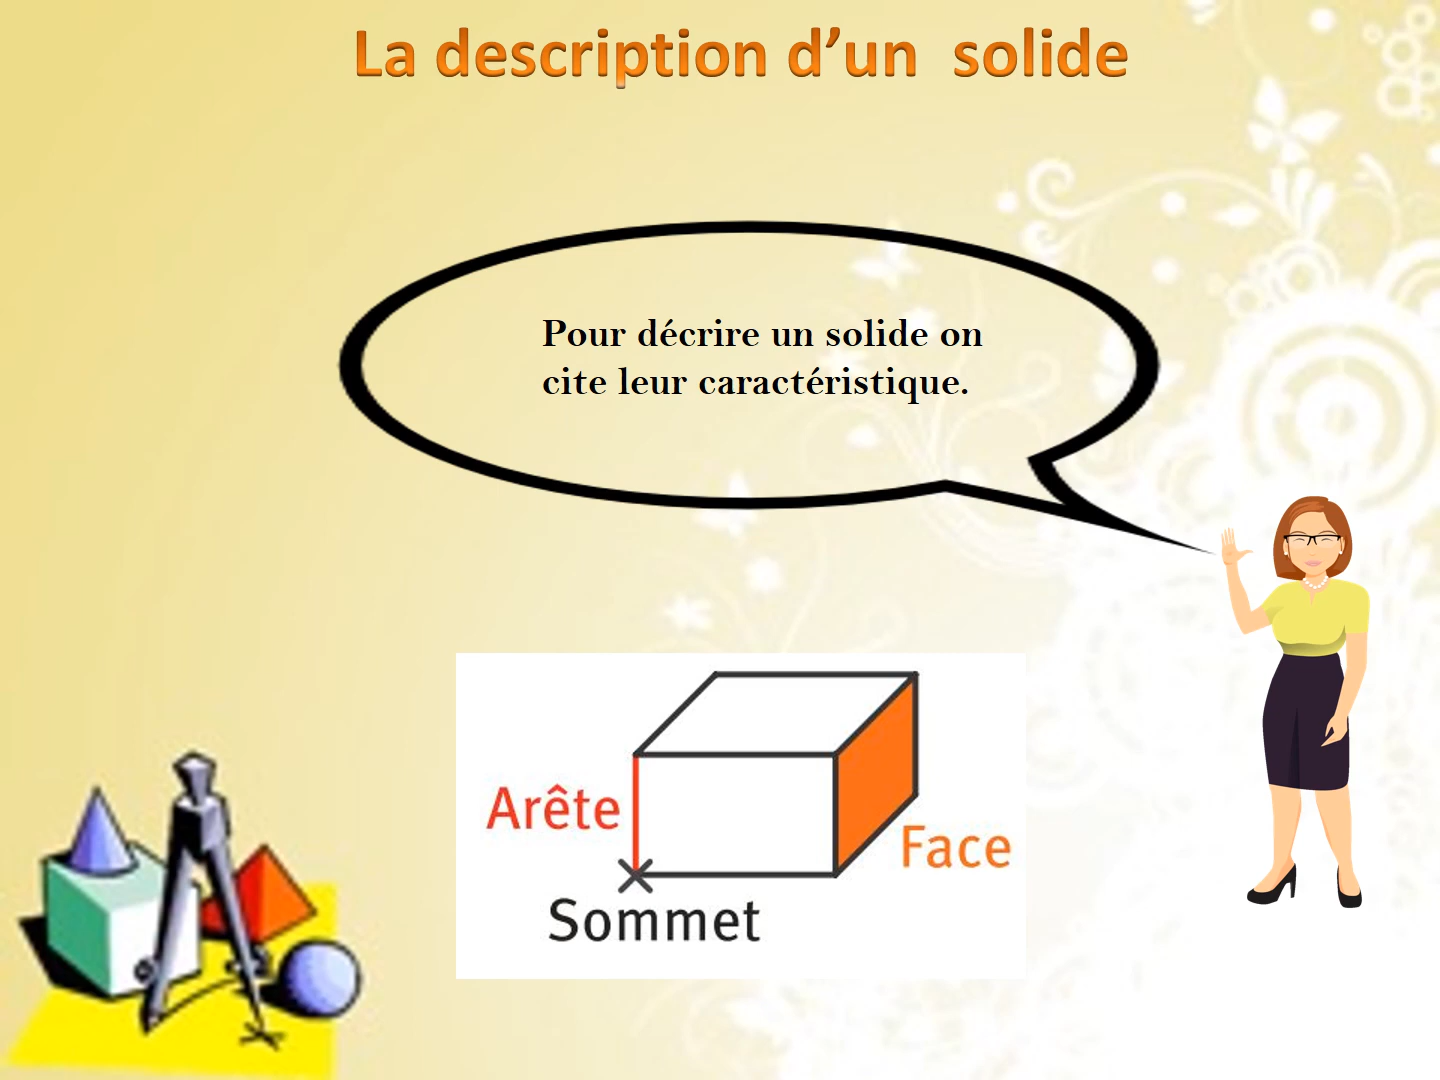 La description d’un  solide
Pour décrire un solide on
cite leur caractéristique.
Arête
Face
Sommet